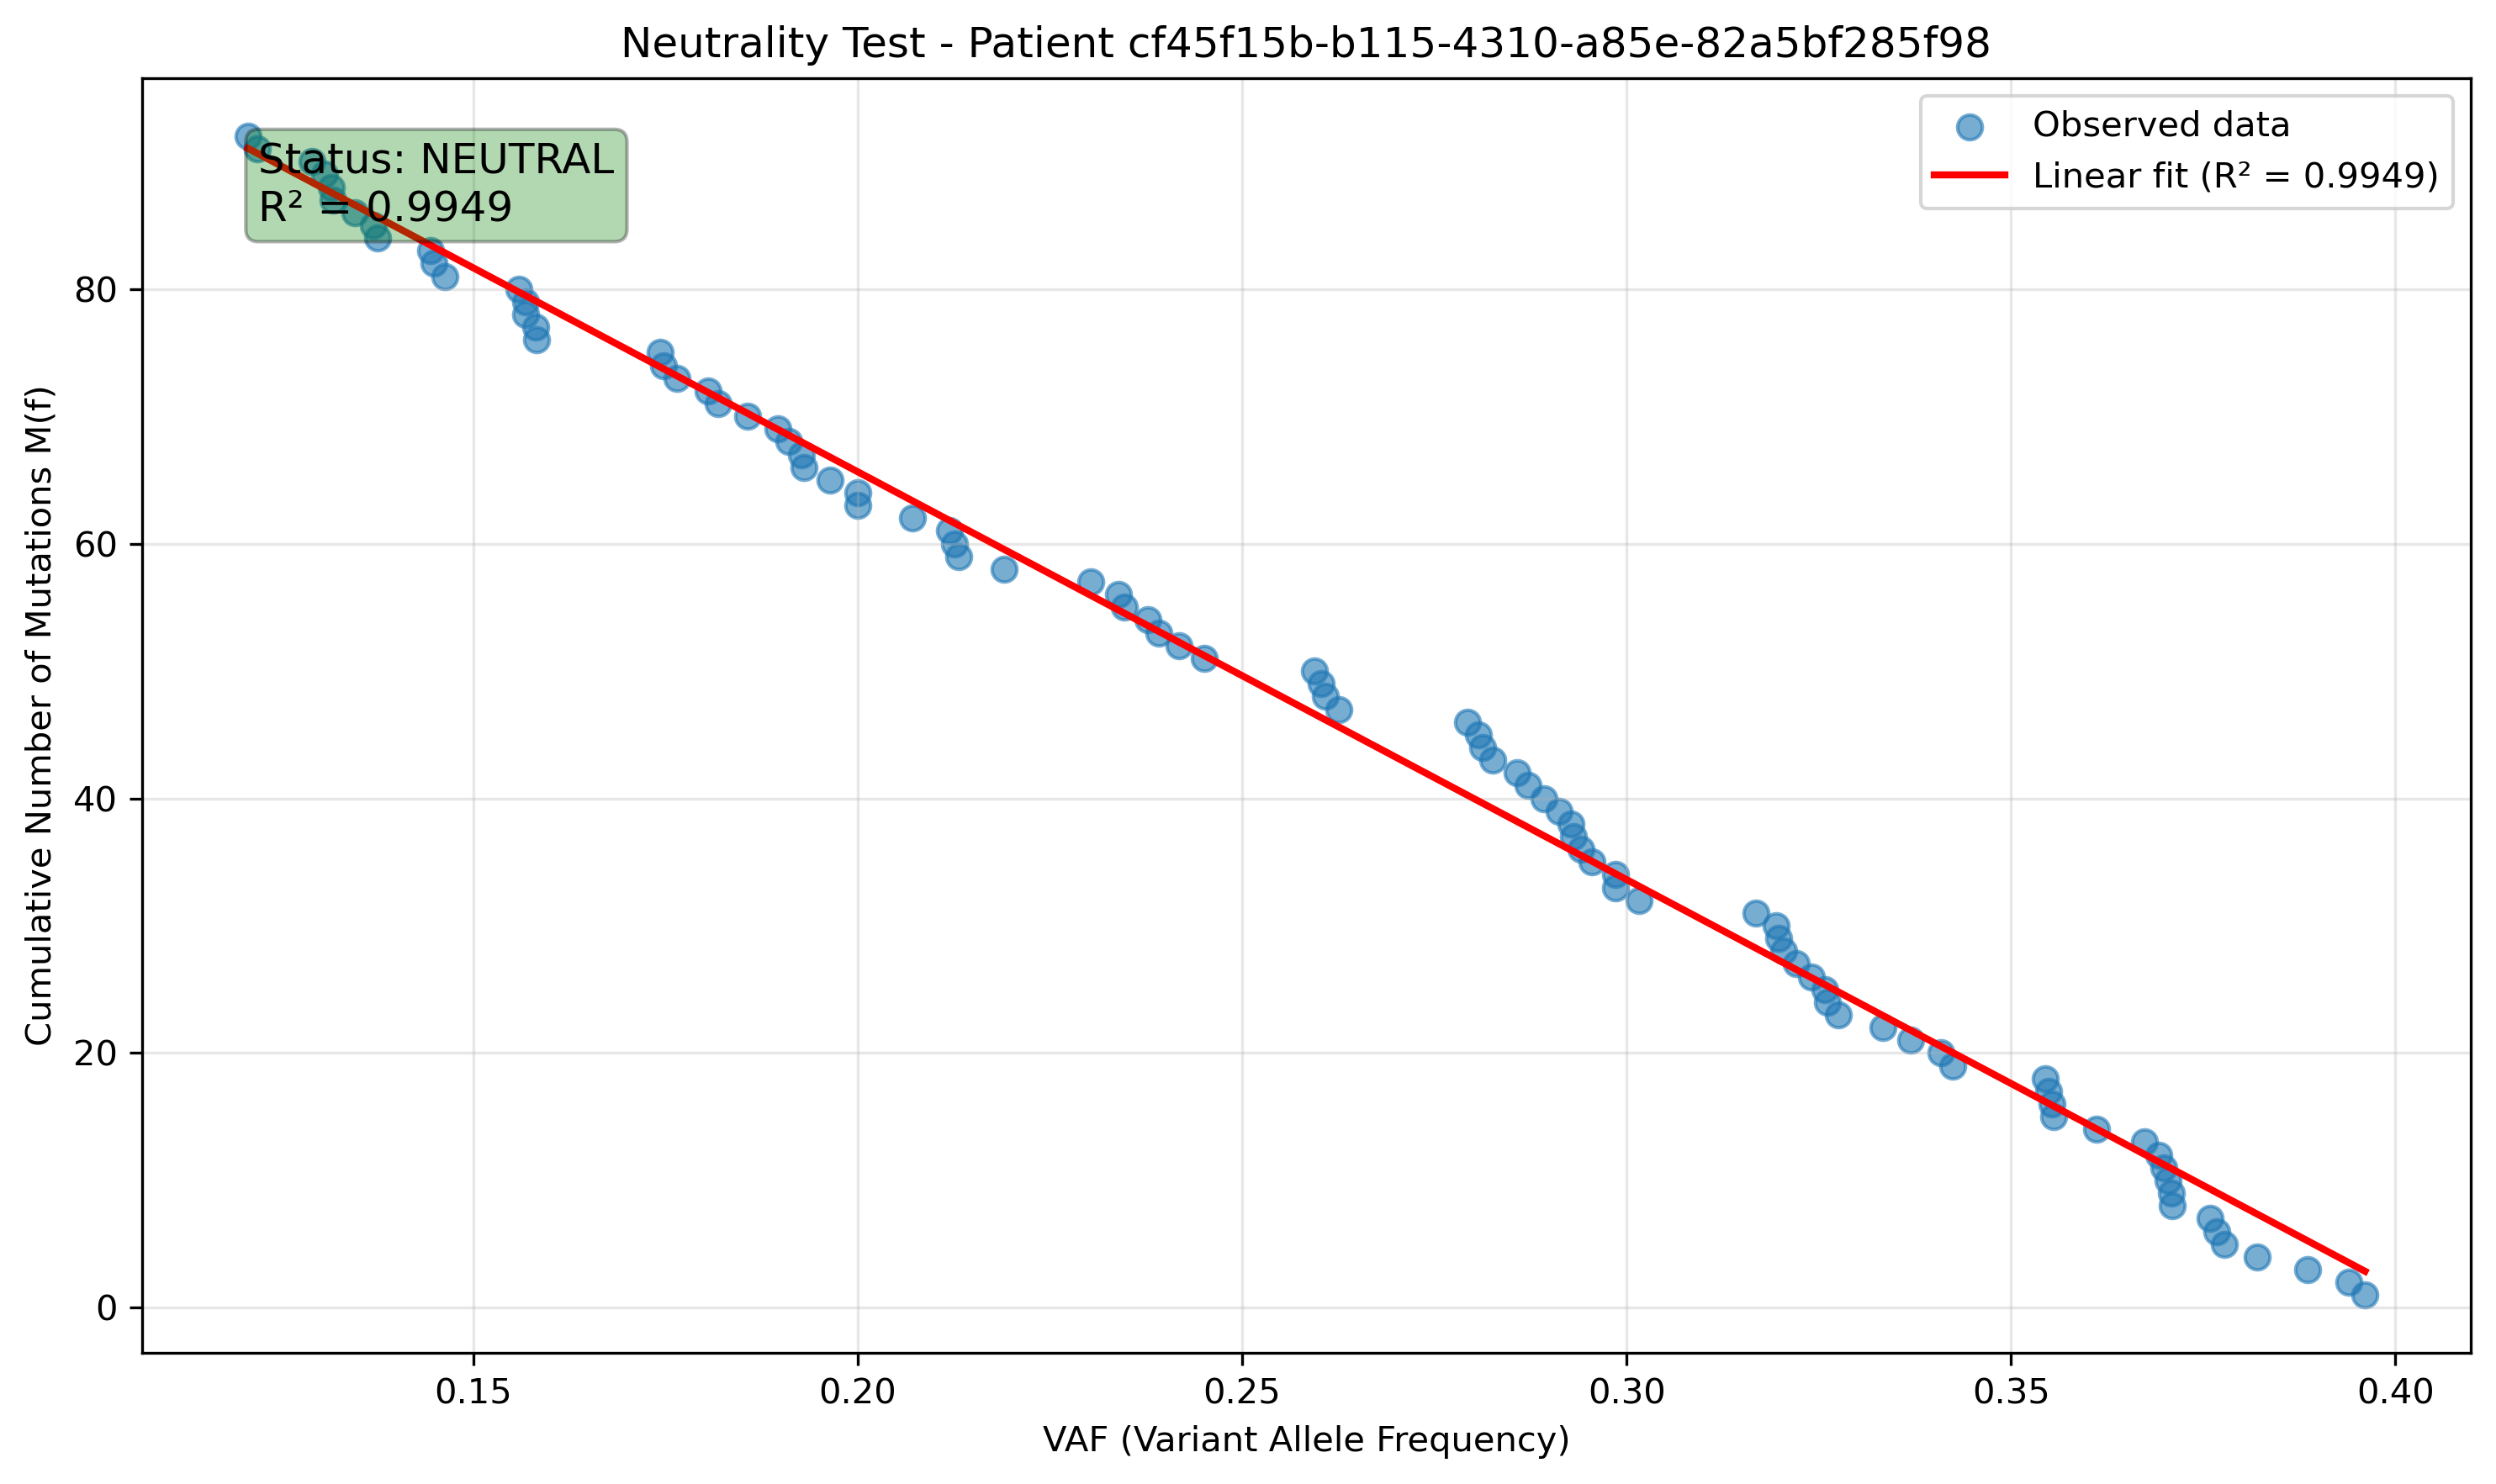 Neutrality Test - Patient cf45f15b-b115-4310-a85e-82a5bf285f98
Status: NEUTRAL
R² = 0.9949
Observed data
Linear fit (R² = 0.9949)
Cumulative Number of Mutations M(f)
80
60
40
20
0
0.15
0.20
0.25
0.30
0.35
0.40
VAF (Variant Allele Frequency)